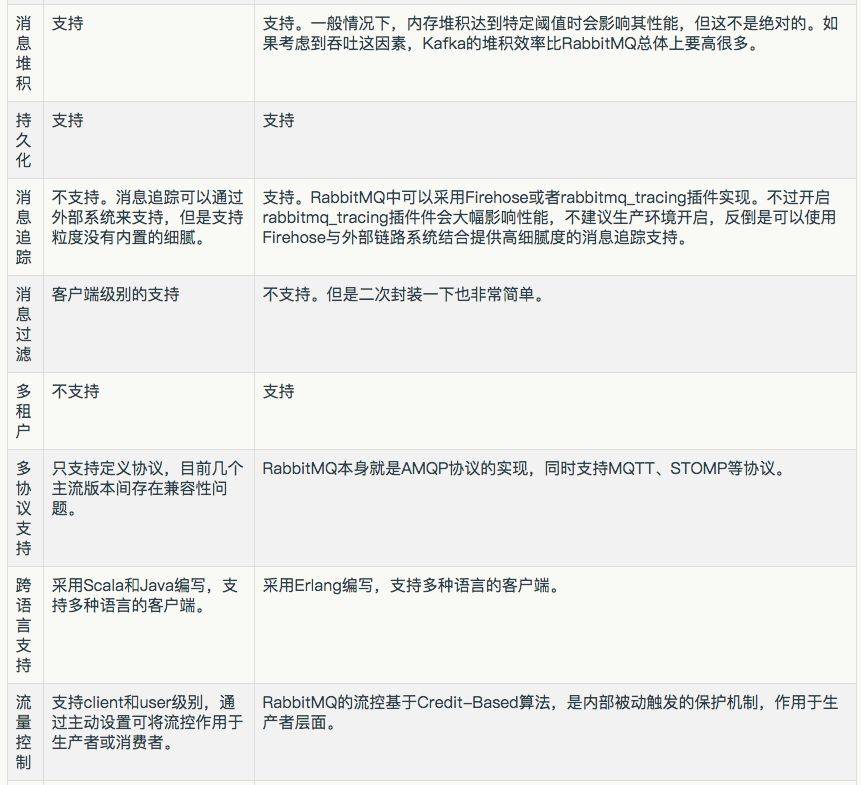 消
息
堆
积
支持
支持。一般情况下，内存堆积达到特定阈值时会影响其性能，但这不是绝对的。如
果考虑到吞吐这因素，Kafka的堆积效率比RabbitMQ总体上要高很多。
持
久
化
支持
支持
消
息
追
踪
不支持。消息追踪可以通过
外部系统来支持，但是支持
粒度没有内置的细腻。
支持。RabbitMQ中可以采用Firehose或者rabbitmq_tracing插件实现。不过开启
rabbitmq_tracing插件件会大幅影响性能，不建议生产环境开启，反倒是可以使用
Firehose与外部链路系统结合提供高细腻度的消息追踪支持。
消
息
过
滤
客户端级别的支持
不支持。但是二次封装一下也非常简单。
多
租
户
不支持
支持
多
协
议
支
持
只支持定义协议，目前几个
主流版本间存在兼容性问
题。
RabbitMQ本身就是AMQP协议的实现，同时支持MQTT、STOMP等协议。
跨
语
言
支
持
采用Scala和Java编写，支
持多种语言的客户端。
采用Erlang编写，支持多种语言的客户端。
流
量
控
制
支持client和user级别，通
过主动设置可将流控作用于
生产者或消费者。
RabbitMQ的流控基于Credit-Based算法，是内部被动触发的保护机制，作用于生
产者层面。